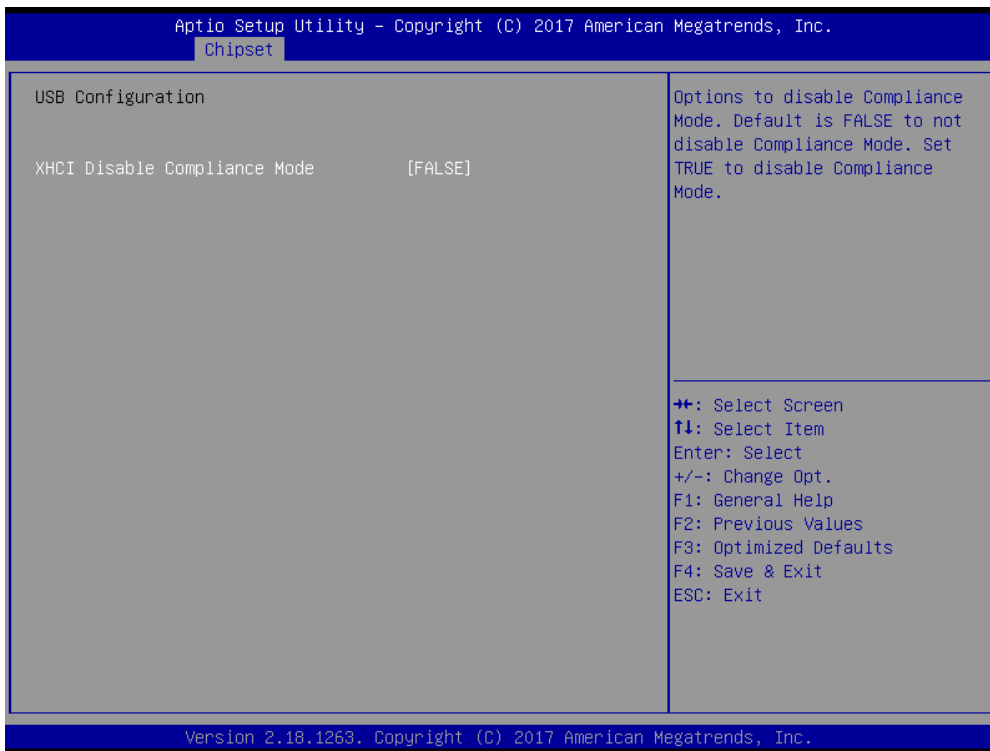 Aptio Setup Utility – Copyright (C) 2017 American Megatrends, Inc.
Chipset
USB Configuration
XHCI Disable Compliance Mode [FALSE]
Options to disable Compliance
Mode. Default is FALSE to not
disable Compliance Mode. Set
TRUE to disable Compliance
Mode.
→←: Select Screen
↑↓: Select Item
Enter: Select
+/-: Change Opt.
F1: General Help
F2: Previous Values
F3: Optimized Defaults
F4: Save & Exit
ESC: Exit
Version 2.18.1263. Copyright (C) 2017 American Megatrends, Inc.